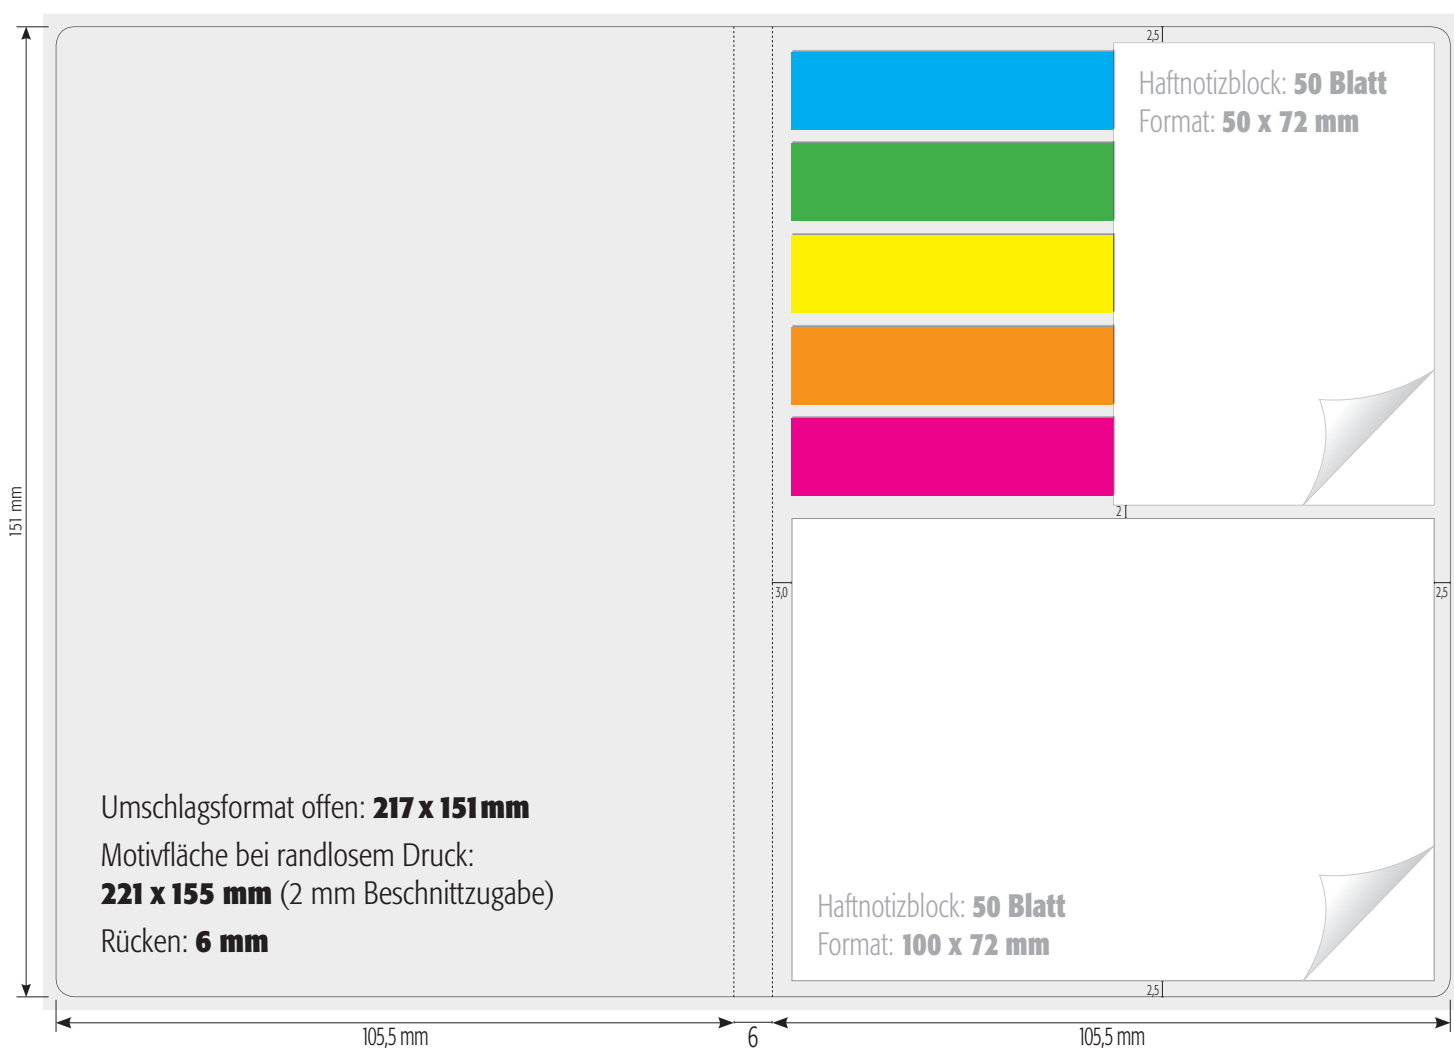 2,5
Haftnotizblock: 50 Blatt
Format: 50 x 72 mm
151 mm
2
3,0
2,5
Umschlagsformat offen: 217 x 151 mm
Motivfläche bei randlosem Druck:
221 x 155 mm (2 mm Beschnittzugabe)
Rücken: 6 mm
Haftnotizblock: 50 Blatt
Format: 100 x 72 mm
2,5
105,5 mm
6
105,5 mm